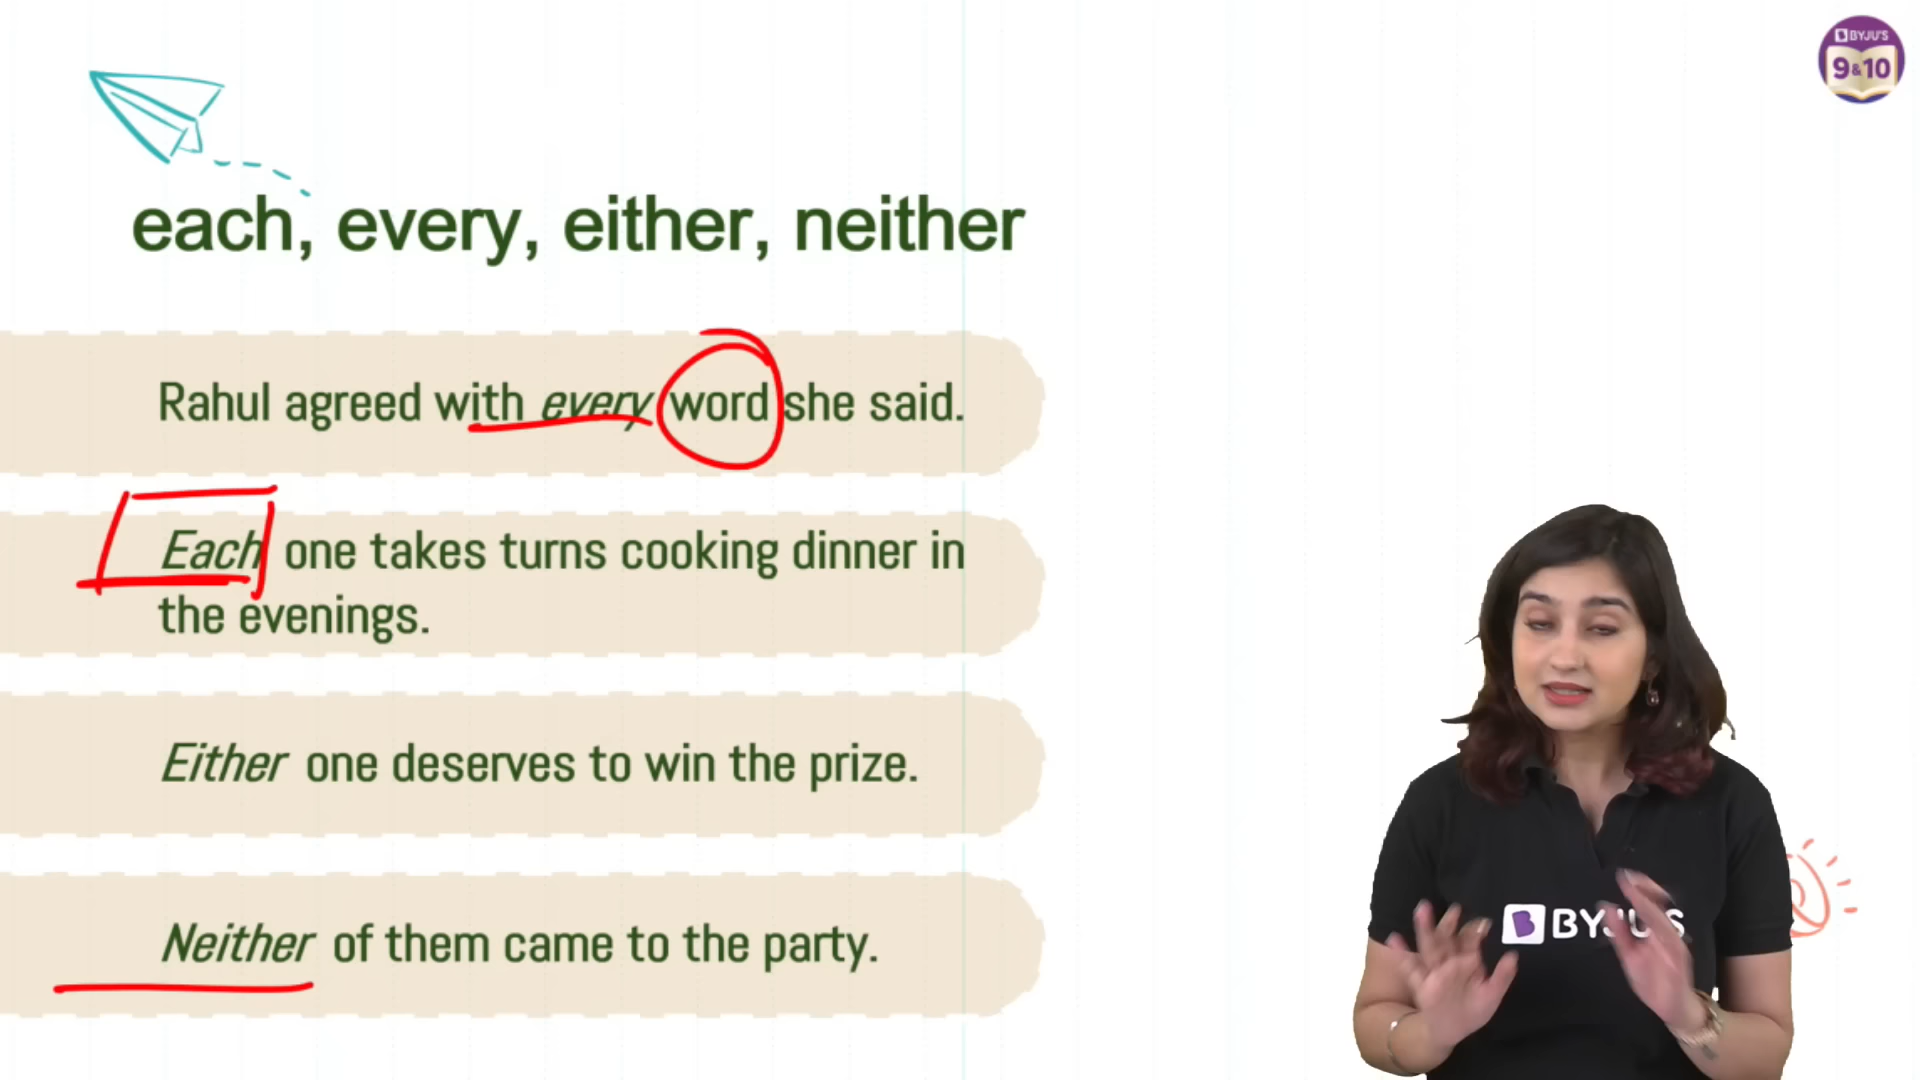 BYJU'S
9&10
each, every, either, neither
Rahul agreed with every word she said.
Each one takes turns cooking dinner in
the evenings.
Either one deserves to win the prize.
Neither of them came to the party.
BYJU'S